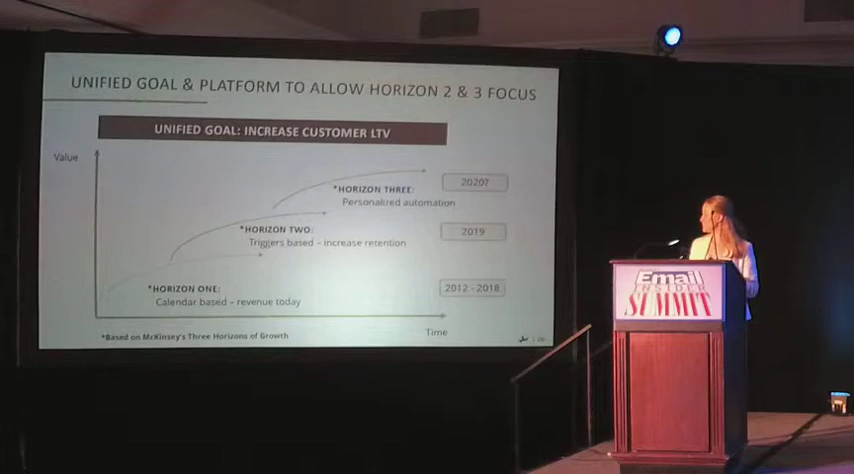 UNIFIED GOAL & PLATFORM TO ALLOW HORIZON 2 & 3 FOCUS
UNIFIED GOAL: INCREASE CUSTOMER LTV
Value
*HORIZON THREE:
Personalized automation
2020?
*HORIZON TWO:
Triggers based – increase retention
2019
*HORIZON ONE:
Calendar based – revenue today
2012 - 2018
Time
*Based on McKinsey's Three Horizons of Growth
Email
INSIDER
SUMMIT